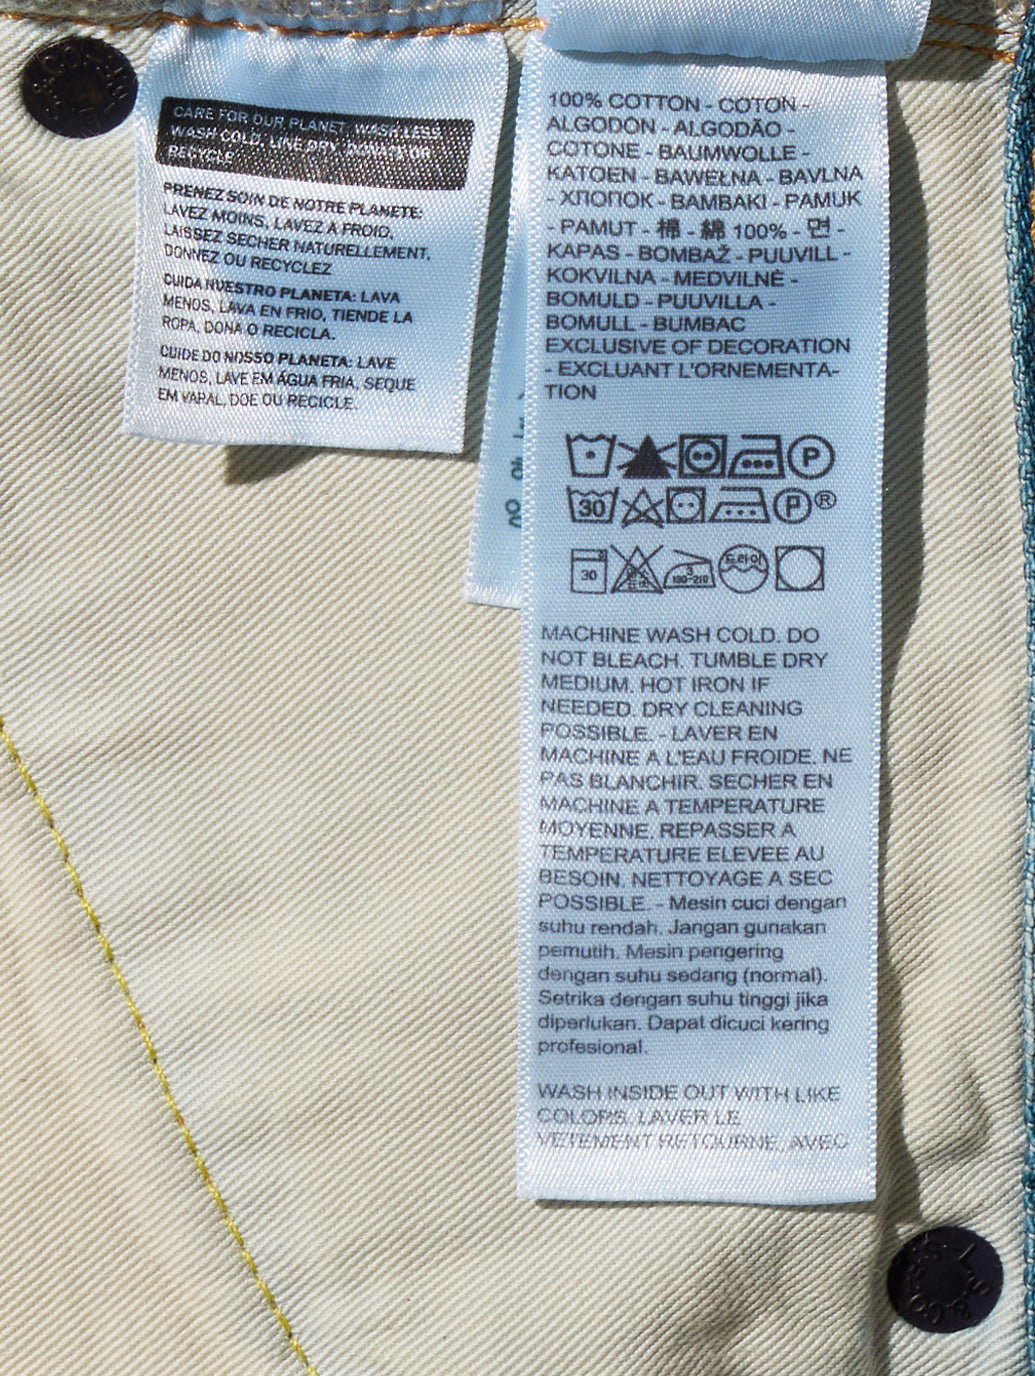 CARE FOR OUR PLANET: WASH LESS,
WASH COLD, LINE DRY, DONATE OR
RECYCLE
PRENEZ SOIN DE NOTRE PLANETE:
LAVEZ MOINS, LAVEZ A FROID,
LAISSEZ SECHER NATURELLEMENT,
DONNEZ OU RECYCLEZ
CUIDA NUESTRO PLANETA: LAVA
MENOS, LAVA EN FRIO, TIENDE LA
ROPA, DONA O RECICLA.
CUIDE DO NOSSO PLANETA: LAVE
MENOS, LAVE EM ÁGUA FRIA, SEQUE
EM VARAL, DOE OU RECICLE.
100% COTTON - COTON -
ALGODON - ALGODÃO -
COTONE - BAUMWOLLE -
KATOEN - BAWEŁNA - BAVLNA
- ХЛОПОК - BAMBAKI - PAMUK
- PAMUT - 棉 - 綿 100% - 면 -
KAPAS - BOMBAŽ - PUUVILL -
KOKVILNA - MEDVILNĖ -
BOMULD - PUUVILLA -
BOMULL - BUMBAC
EXCLUSIVE OF DECORATION
- EXCLUANT L'ORNEMENTA-
TION
P
30 P®
30 3 180-210 드라이
MACHINE WASH COLD. DO
NOT BLEACH. TUMBLE DRY
MEDIUM. HOT IRON IF
NEEDED. DRY CLEANING
POSSIBLE. - LAVER EN
MACHINE A L'EAU FROIDE. NE
PAS BLANCHIR. SECHER EN
MACHINE A TEMPERATURE
MOYENNE. REPASSER A
TEMPERATURE ELEVEE AU
BESOIN. NETTOYAGE A SEC
POSSIBLE. - Mesin cuci dengan
suhu rendah. Jangan gunakan
pemutih. Mesin pengering
dengan suhu sedang (normal).
Setrika dengan suhu tinggi jika
diperlukan. Dapat dicuci kering
profesional.
WASH INSIDE OUT WITH LIKE
COLORS. LAVER LE
VETEMENT RETOURNE, AVEC